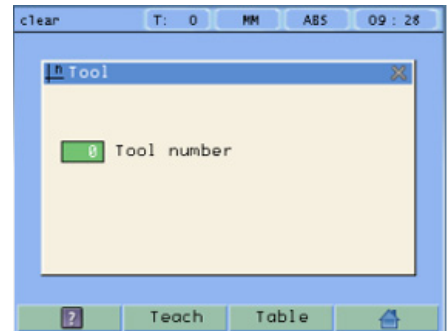 clear T: 0 MM ABS 09 : 28
n Tool
0 Tool number
? Teach Table